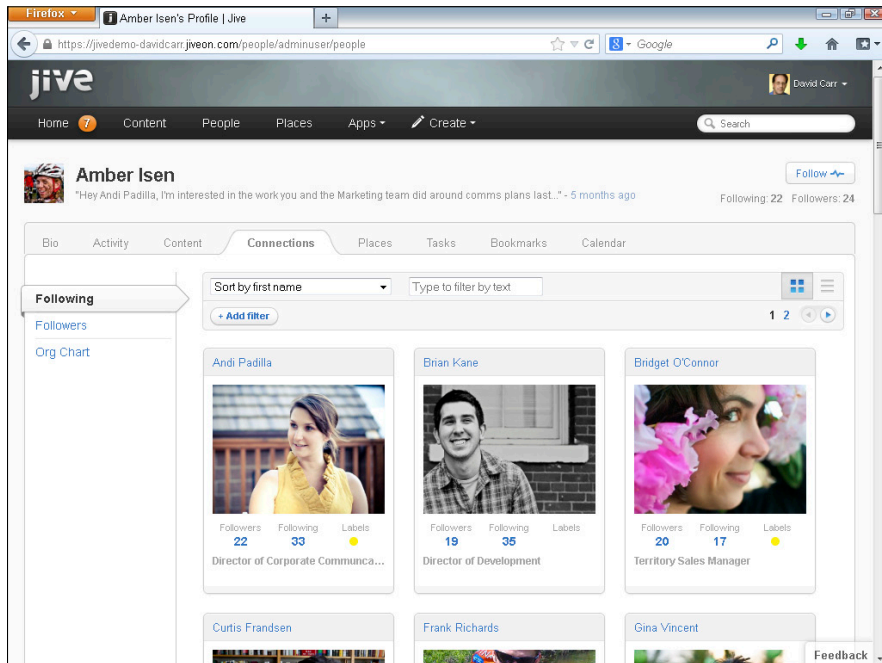 Firefox
Amber Isen's Profile | Jive
https://jivedemo-davidcarr.jiveon.com/people/adminuser/people
Google
jive
David Carr
Home 7 Content People Places Apps Create
Search
Amber Isen
Follow
"Hey Andi Padilla, I'm interested in the work you and the Marketing team did around comms plans last..." - 5 months ago
Following: 22 Followers: 24
Bio Activity Content Connections Places Tasks Bookmarks Calendar
Following
Followers
Org Chart
Sort by first name Type to filter by text
+ Add filter 1 2
Andi Padilla Brian Kane Bridget O'Connor
Followers Following Labels Followers Following Labels Followers Following Labels
22 33 19 35 20 17
Director of Corporate Communca... Director of Development Territory Sales Manager
Curtis Frandsen Frank Richards Gina Vincent
Feedback